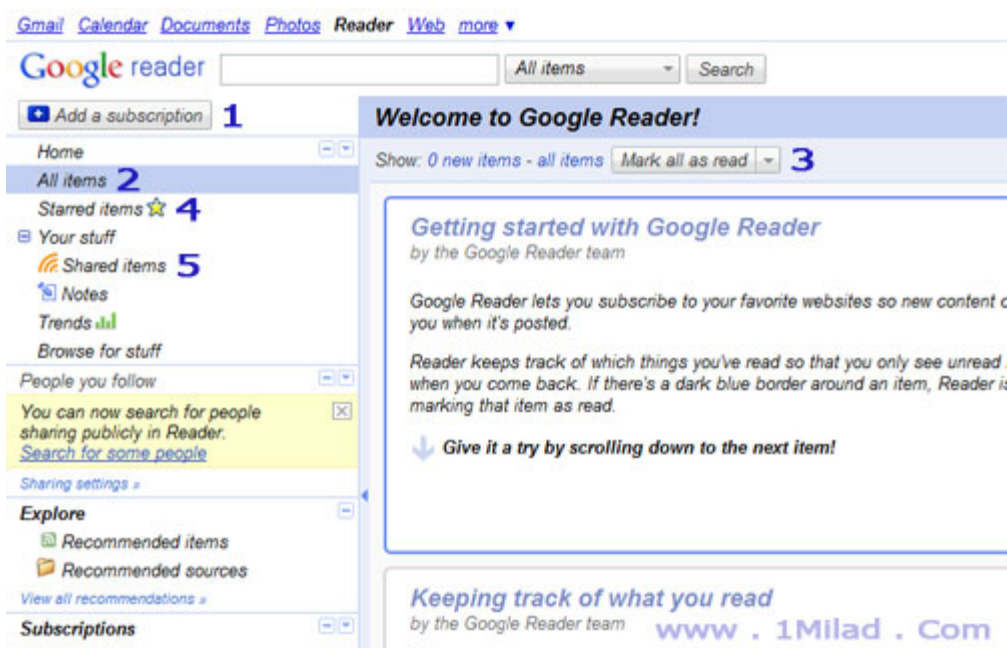 Gmail Calendar Documents Photos Reader Web more ▼
Google reader All items Search
Add a subscription 1
Home
All items 2
Starred items 4
Your stuff
Shared items 5
Notes
Trends
Browse for stuff
People you follow
You can now search for people
sharing publicly in Reader.
Search for some people
Sharing settings »
Explore
Recommended items
Recommended sources
View all recommendations »
Subscriptions
Welcome to Google Reader!
Show: 0 new items - all items Mark all as read 3
Getting started with Google Reader
by the Google Reader team
Google Reader lets you subscribe to your favorite websites so new content
you when it's posted.
Reader keeps track of which things you've read so that you only see unread
when you come back. If there's a dark blue border around an item, Reader
marking that item as read.
Give it a try by scrolling down to the next item!
Keeping track of what you read
by the Google Reader team
www . 1Milad . Com